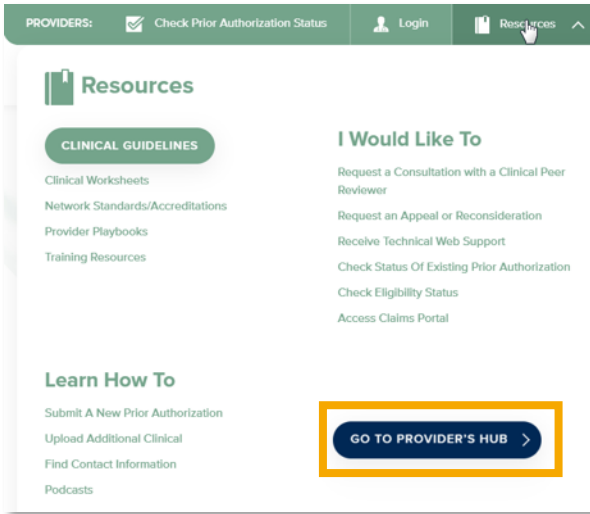 PROVIDERS: Check Prior Authorization Status Login Resources
Resources
CLINICAL GUIDELINES
Clinical Worksheets
Network Standards/Accreditations
Provider Playbooks
Training Resources
I Would Like To
Request a Consultation with a Clinical Peer
Reviewer
Request an Appeal or Reconsideration
Receive Technical Web Support
Check Status Of Existing Prior Authorization
Check Eligibility Status
Access Claims Portal
Learn How To
Submit A New Prior Authorization
Upload Additional Clinical
Find Contact Information
Podcasts
GO TO PROVIDER'S HUB